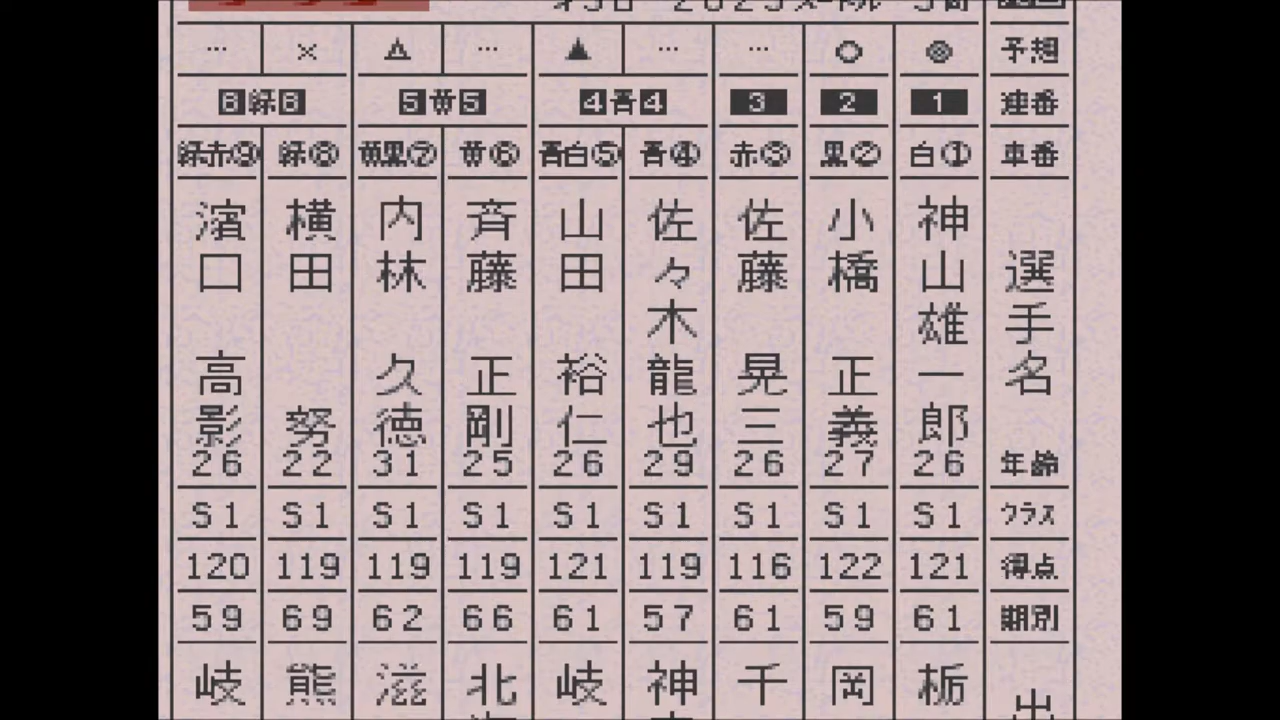 予想
連番
車番
選手名
年齢
クラス
得点
期別
◎
1
白①
神山雄一郎
26
S1
121
61
栃
○
2
黒②
小橋 正義
27
S1
122
59
岡
…
3
赤③
佐藤 晃三
26
S1
116
61
千
4青4
…
青④
佐々木龍也
29
S1
119
57
神
▲
青白⑤
山田 裕仁
26
S1
121
61
岐
5黄5
…
黄⑥
斉藤 正剛
25
S1
119
66
北
△
黄黒⑦
内林 久徳
31
S1
119
62
滋
6緑6
×
緑⑧
横田 努
22
S1
119
69
熊
…
緑赤⑨
濱口 高影
26
S1
120
59
岐